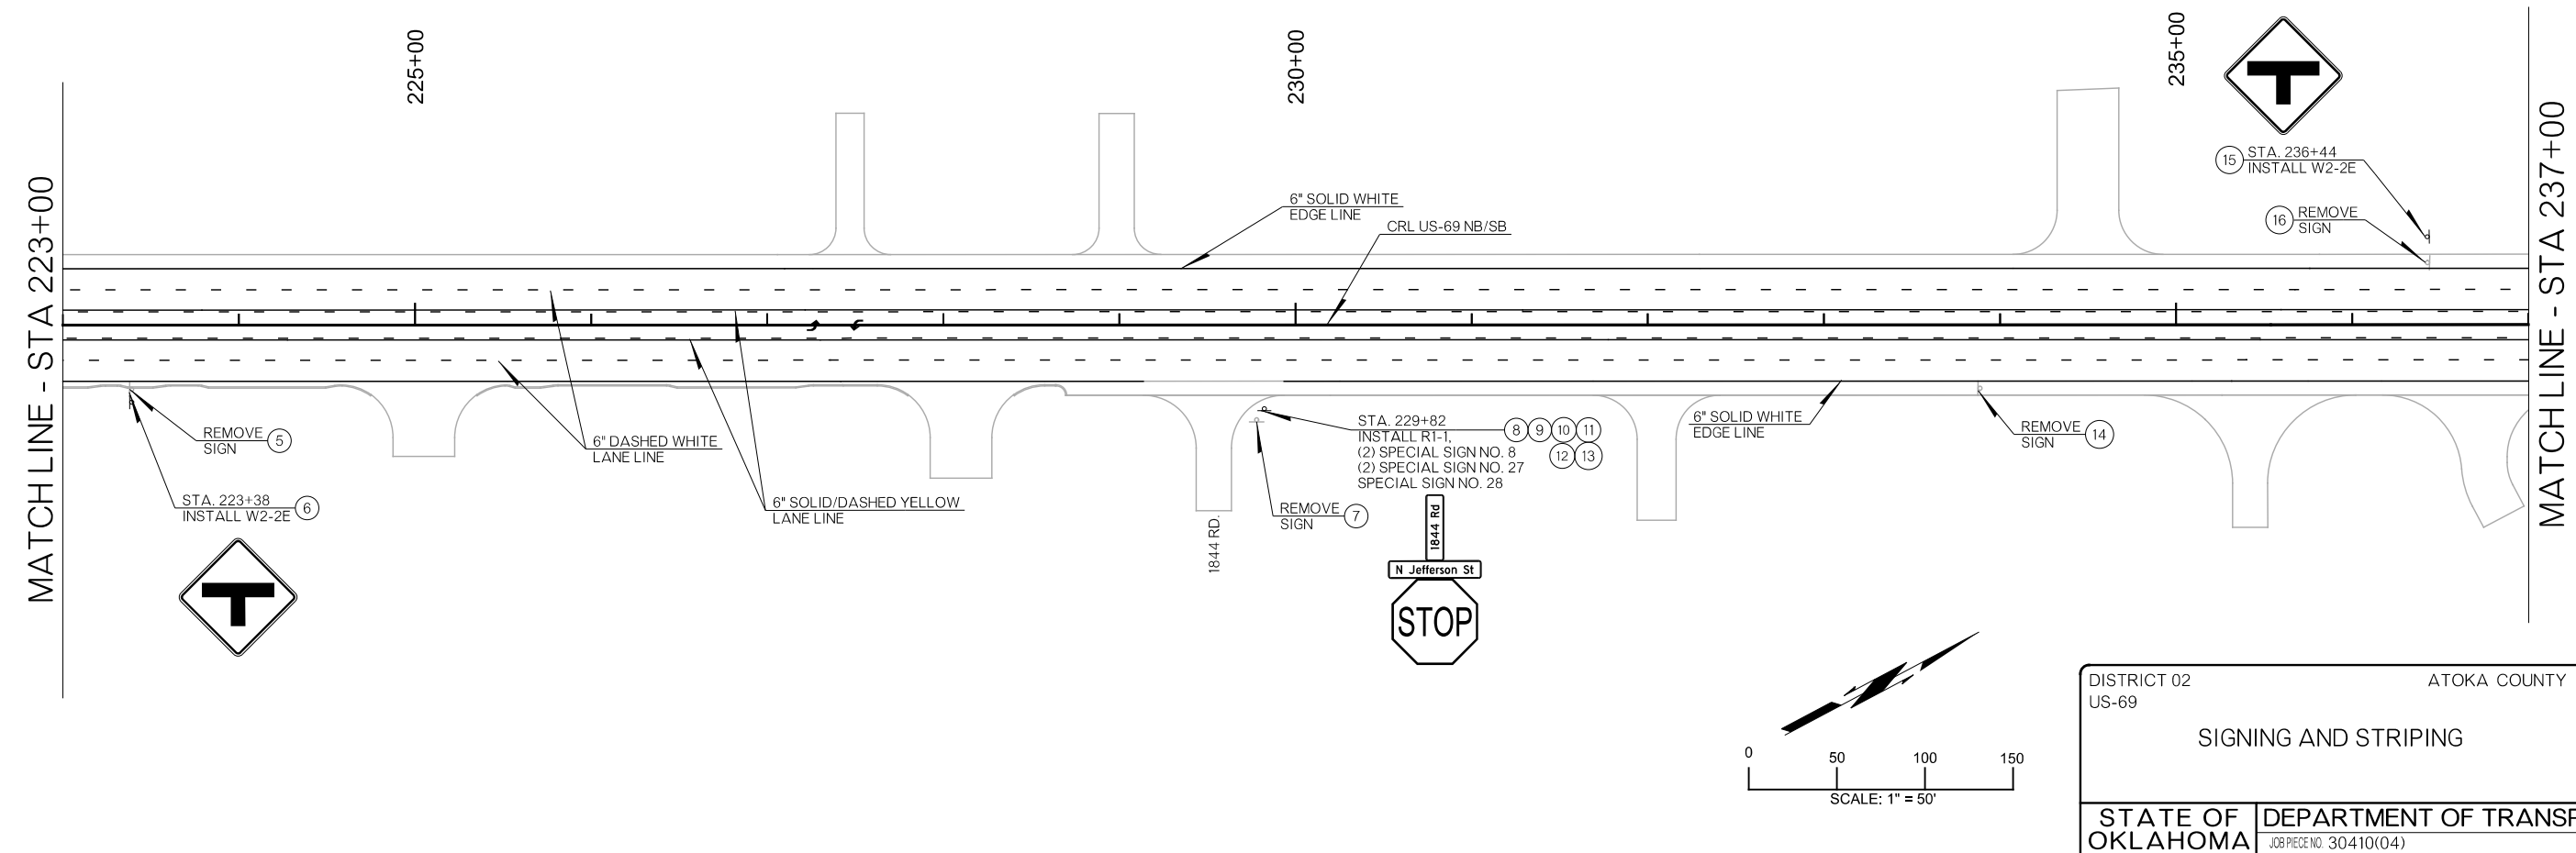 225+00
230+00
235+00
MATCH LINE - STA 223+00
MATCH LINE - STA 237+00
15
STA. 236+44
INSTALL W2-2E
16
REMOVE
SIGN
6" SOLID WHITE
EDGE LINE
CRL US-69 NB/SB
REMOVE
SIGN
5
STA. 223+38
INSTALL W2-2E
6
6" DASHED WHITE
LANE LINE
6" SOLID/DASHED YELLOW
LANE LINE
1844 RD.
STA. 229+82
INSTALL R1-1,
(2) SPECIAL SIGN NO. 8
(2) SPECIAL SIGN NO. 27
SPECIAL SIGN NO. 28
8 9 10 11
12 13
REMOVE
SIGN
7
1844 Rd
N Jefferson St
STOP
6" SOLID WHITE
EDGE LINE
REMOVE
SIGN
14
0 50 100 150
SCALE: 1" = 50'
DISTRICT 02 ATOKA COUNTY
US-69
SIGNING AND STRIPING
STATE OF
OKLAHOMA
DEPARTMENT OF TRANSP
JOB PIECE NO. 30410(04)